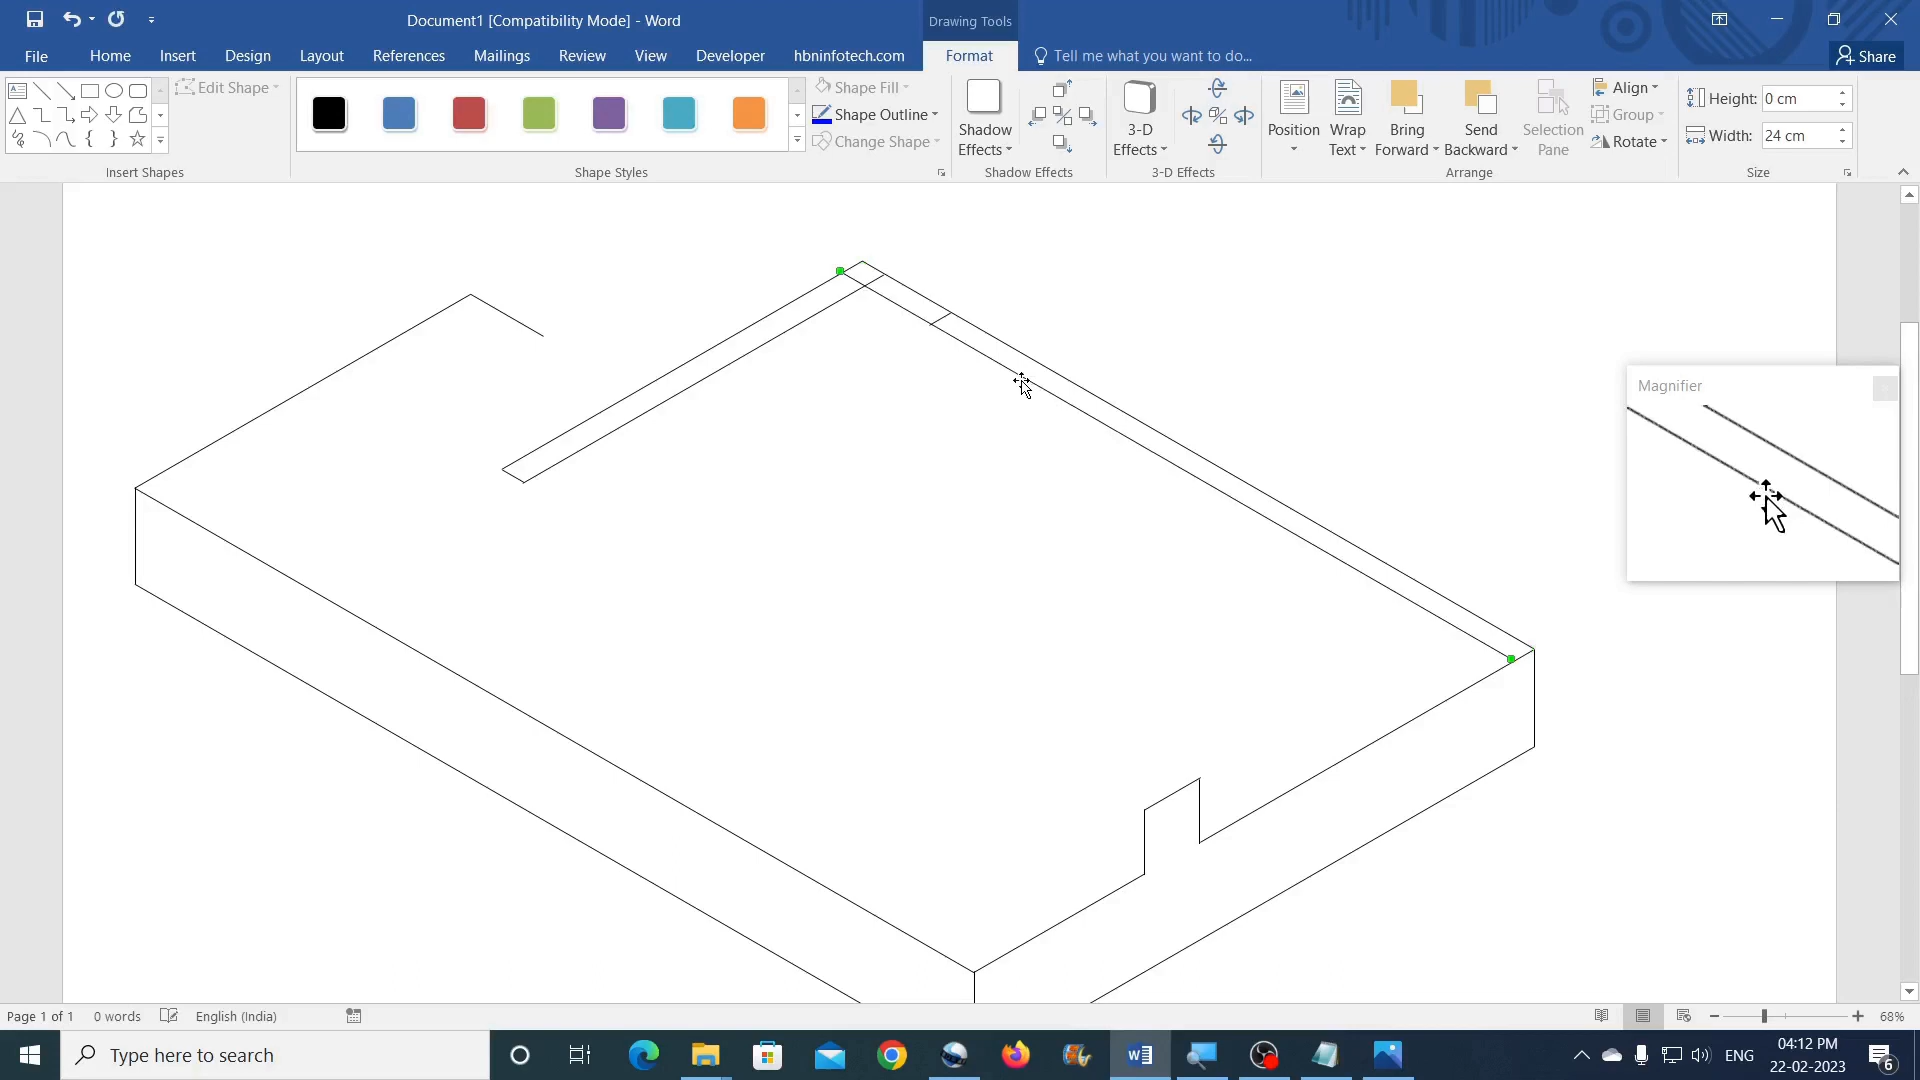 Document1 [Compatibility Mode] - Word
Drawing Tools
File Home Insert Design Layout References Mailings Review View Developer hbninfotech.com Format Tell me what you want to do... Share
Edit Shape
Insert Shapes
Shape Fill
Shape Outline
Change Shape
Shape Styles
Shadow
Effects
Shadow Effects
3-D
Effects
3-D Effects
Position
Wrap
Text
Bring
Forward
Send
Backward
Selection
Pane
Align
Group
Rotate
Arrange
Height: 0 cm
Width: 24 cm
Size
Magnifier
Page 1 of 1 0 words English (India) 68%
Type here to search
W
ENG
04:12 PM
22-02-2023
6